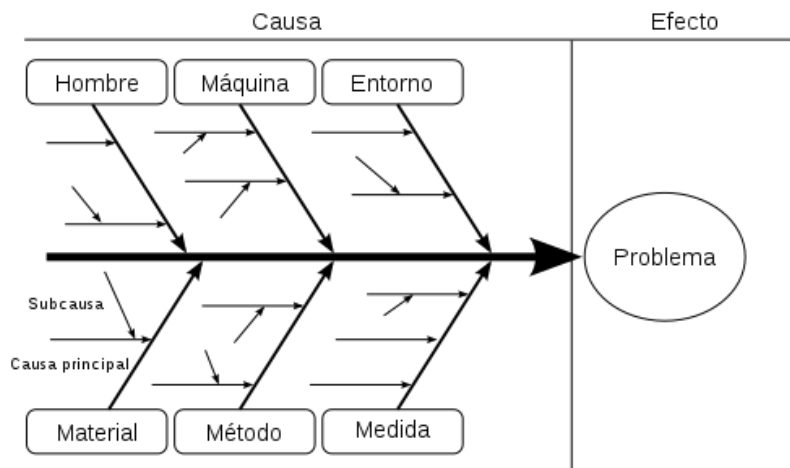 Causa
Efecto
Hombre
Máquina
Entorno
Problema
Subcausa
Causa principal
Material
Método
Medida